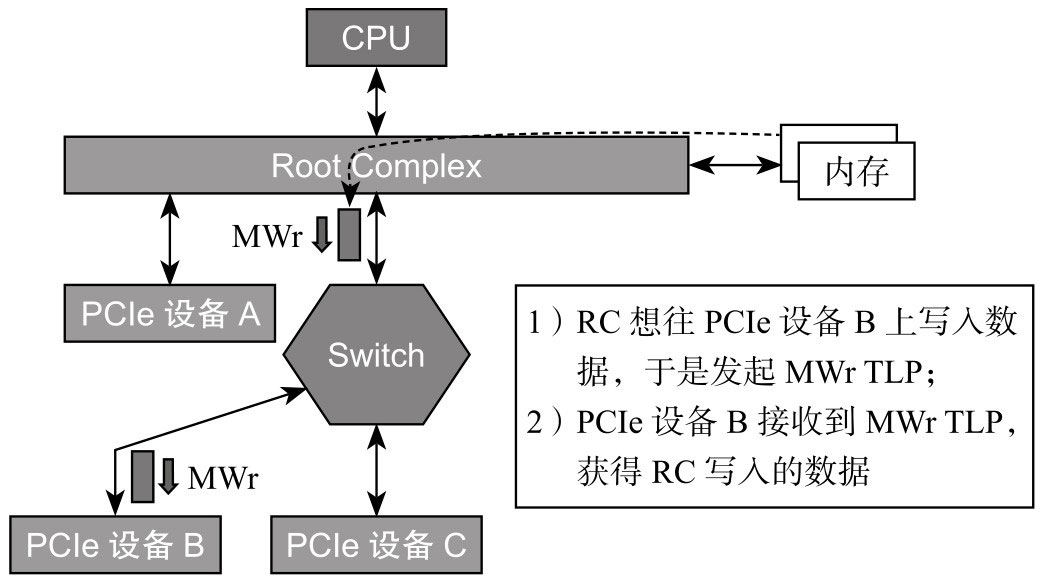 CPU
Root Complex
内存
MWr
PCIe 设备 A
Switch
1）RC 想往 PCIe 设备 B 上写入数
据，于是发起 MWr TLP；
2）PCIe 设备 B 接收到 MWr TLP，
获得 RC 写入的数据
MWr
PCIe 设备 B
PCIe 设备 C